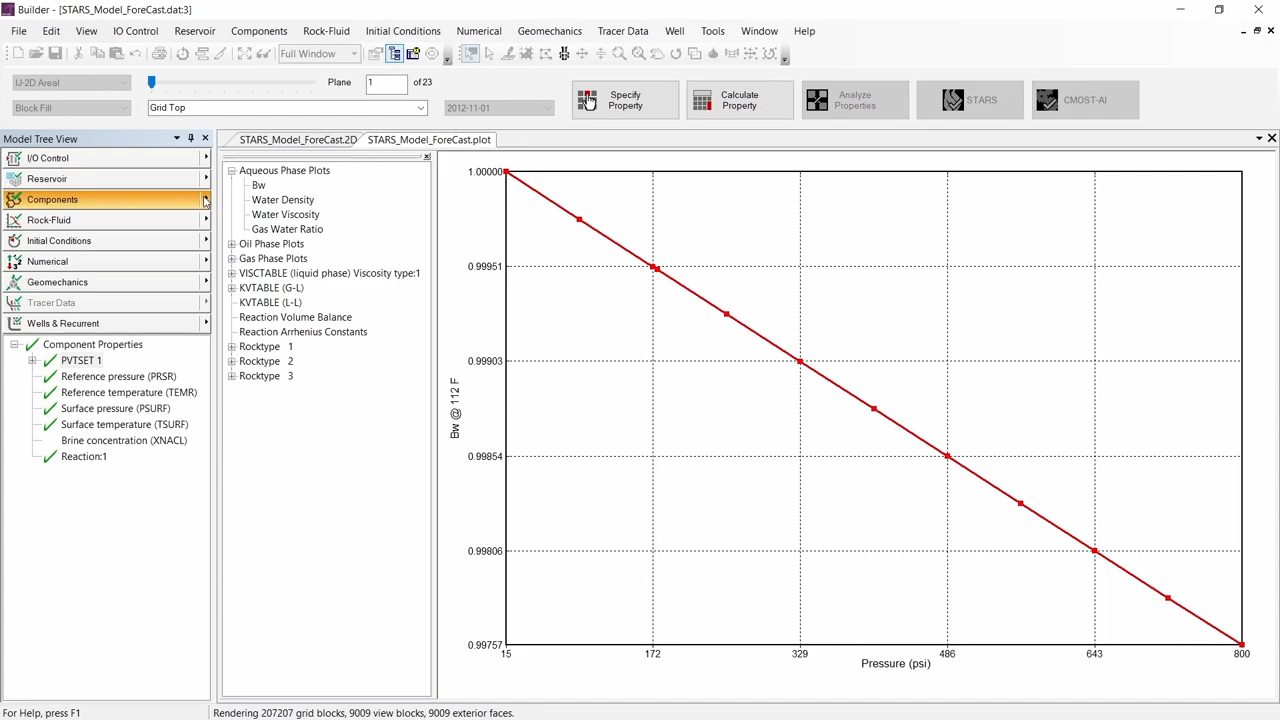 Builder - STARS_Model_ForeCast.dat:3]
File Edit View IO Control Reservoir Components Rock-Fluid Initial Conditions Numerical Geomechanics Tracer Data Well Tools Window Help
Full Window
IJ-2D Areal Plane 1 of 23
Block Fill Grid Top 2012-11-01
Specify Property
Calculate Property
Analyze Properties
STARS
CMOST-AI
Model Tree View
I/O Control
Reservoir
Components
Rock-Fluid
Initial Conditions
Numerical
Geomechanics
Tracer Data
Wells & Recurrent
Component Properties
PVTSET 1
Reference pressure (PRSR)
Reference temperature (TEMR)
Surface pressure (PSURF)
Surface temperature (TSURF)
Brine concentration (XNACL)
Reaction:1
STARS_Model_ForeCast.2D STARS_Model_ForeCast.plot
Aqueous Phase Plots
Bw
Water Density
Water Viscosity
Gas Water Ratio
Oil Phase Plots
Gas Phase Plots
VISCTABLE (liquid phase) Viscosity type:1
KVTABLE (G-L)
KVTABLE (L-L)
Reaction Volume Balance
Reaction Arrhenius Constants
Rocktype 1
Rocktype 2
Rocktype 3
1.00000
0.99951
0.99903
0.99854
0.99806
0.99757
Bw @ 112 F
15 172 329 486 643 800
Pressure (psi)
For Help, press F1 Rendering 207207 grid blocks, 9009 view blocks, 9009 exterior faces.